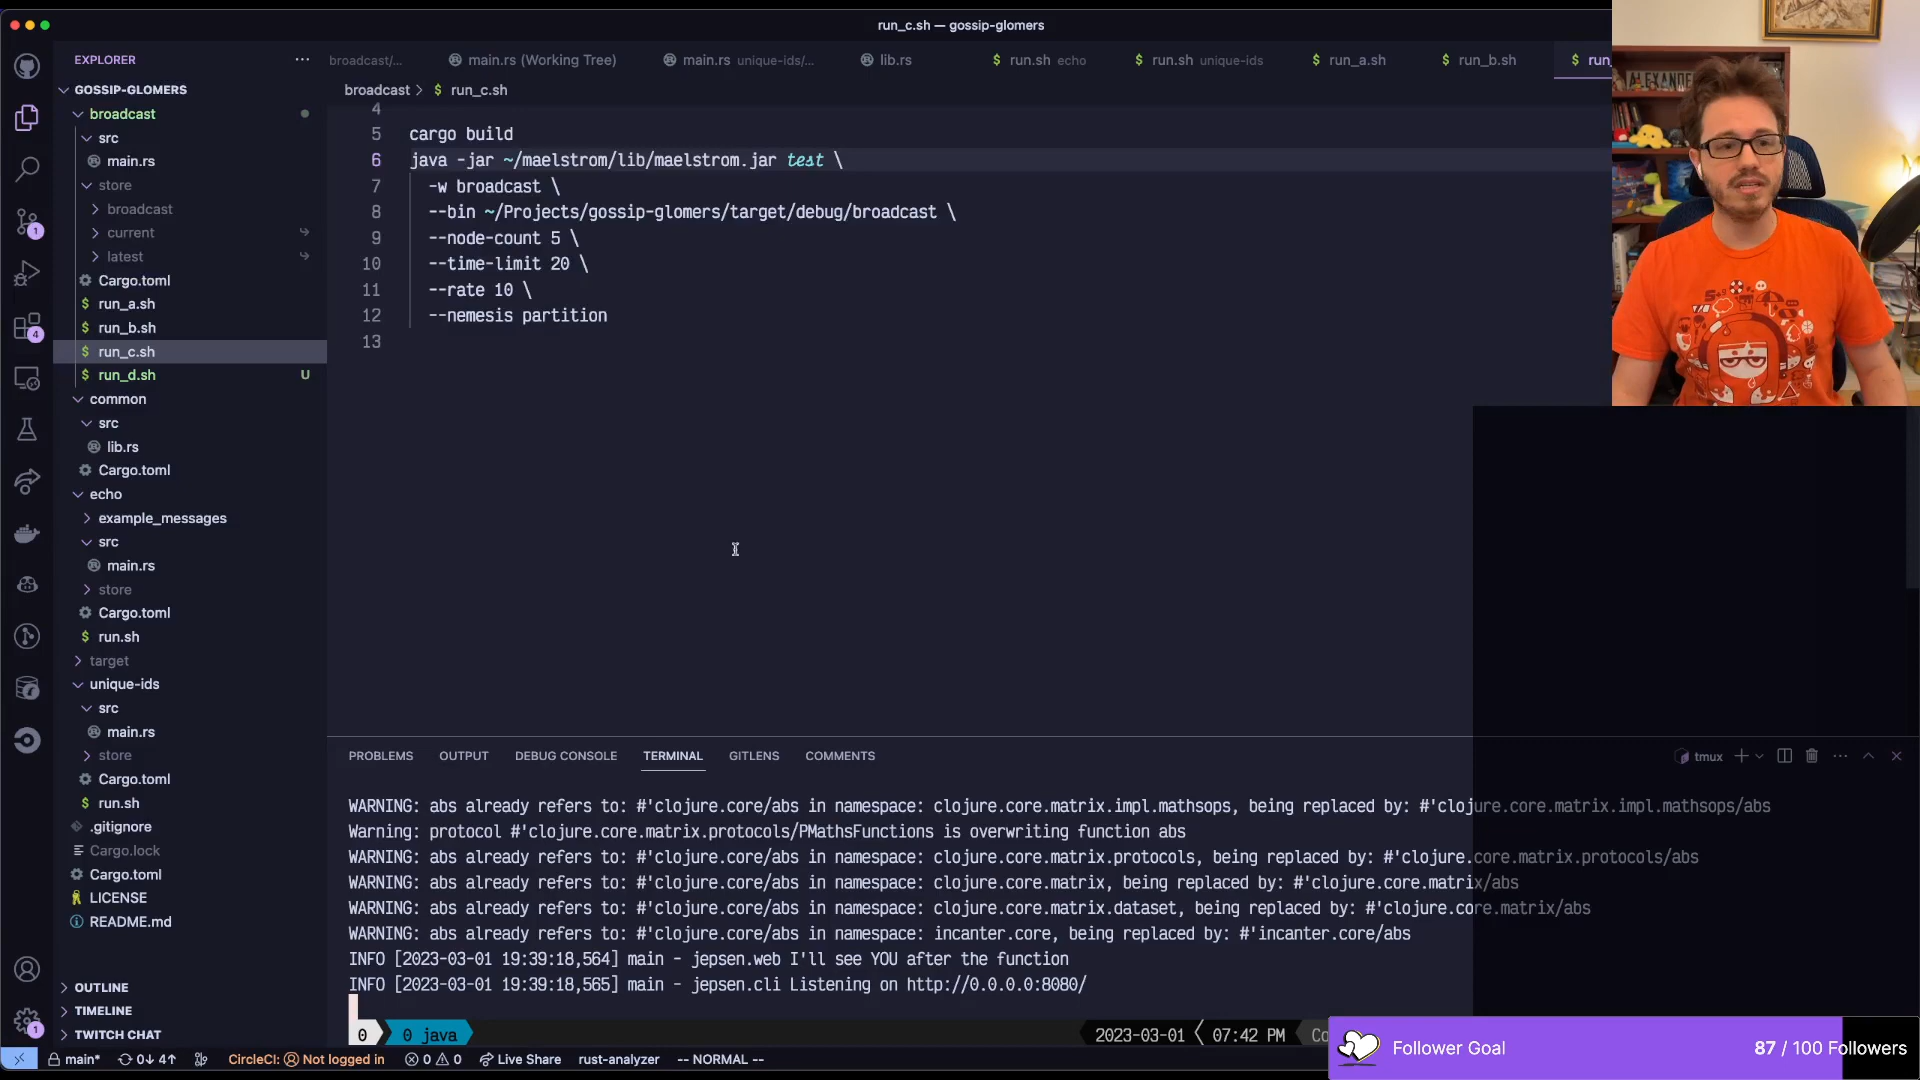 run_c.sh — gossip-glomers
EXPLORER
broadcast/...
main.rs (Working Tree)
main.rs unique-ids/...
lib.rs
run.sh echo
run.sh unique-ids
run_a.sh
run_b.sh
broadcast > run_c.sh
GOSSIP-GLOMERS
broadcast
src
main.rs
store
broadcast
current
latest
Cargo.toml
run_a.sh
run_b.sh
run_c.sh
run_d.sh U
common
src
lib.rs
Cargo.toml
echo
example_messages
src
main.rs
store
Cargo.toml
run.sh
target
unique-ids
src
main.rs
store
Cargo.toml
run.sh
.gitignore
Cargo.lock
Cargo.toml
LICENSE
README.md
OUTLINE
TIMELINE
TWITCH CHAT
1
4
1
4
5 cargo build
6 java -jar ~/maelstrom/lib/maelstrom.jar test \
7 -w broadcast \
8 --bin ~/Projects/gossip-glomers/target/debug/broadcast \
9 --node-count 5 \
10 --time-limit 20 \
11 --rate 10 \
12 --nemesis partition
13
PROBLEMS OUTPUT DEBUG CONSOLE TERMINAL GITLENS COMMENTS
tmux
WARNING: abs already refers to: #'clojure.core/abs in namespace: clojure.core.matrix.impl.mathsops, being replaced by: #'clojure.core.matrix.impl.mathsops/abs
Warning: protocol #'clojure.core.matrix.protocols/PMathsFunctions is overwriting function abs
WARNING: abs already refers to: #'clojure.core/abs in namespace: clojure.core.matrix.protocols, being replaced by: #'clojure.core.matrix.protocols/abs
WARNING: abs already refers to: #'clojure.core/abs in namespace: clojure.core.matrix, being replaced by: #'clojure.core.matrix/abs
WARNING: abs already refers to: #'clojure.core/abs in namespace: clojure.core.matrix.dataset, being replaced by: #'clojure.core.matrix/abs
WARNING: abs already refers to: #'clojure.core/abs in namespace: incanter.core, being replaced by: #'incanter.core/abs
INFO [2023-03-01 19:39:18,564] main - jepsen.web I'll see YOU after the function
INFO [2023-03-01 19:39:18,565] main - jepsen.cli Listening on http://0.0.0.0:8080/
0 0 java
2023-03-01 07:42 PM
main* 0↓ 4↑ CircleCI: Not logged in 0 0 Live Share rust-analyzer -- NORMAL --
Follower Goal 87 / 100 Followers